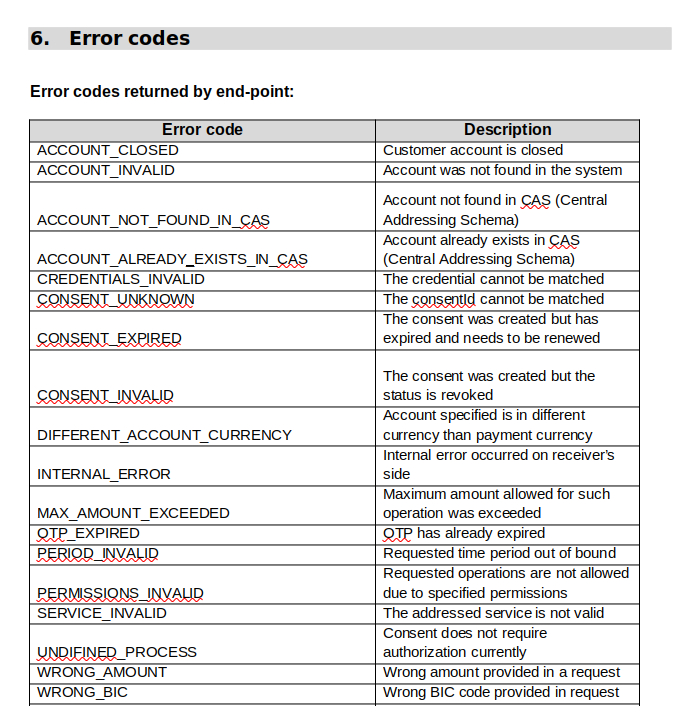 6. Error codes
Error codes returned by end-point:
Error code Description
ACCOUNT_CLOSED Customer account is closed
ACCOUNT_INVALID Account was not found in the system
ACCOUNT_NOT_FOUND_IN_CAS Account not found in CAS (Central
Addressing Schema)
ACCOUNT_ALREADY_EXISTS_IN_CAS Account already exists in CAS
(Central Addressing Schema)
CREDENTIALS_INVALID The credential cannot be matched
CONSENT_UNKNOWN The consentId cannot be matched
CONSENT_EXPIRED The consent was created but has
expired and needs to be renewed
CONSENT_INVALID The consent was created but the
status is revoked
DIFFERENT_ACCOUNT_CURRENCY Account specified is in different
currency than payment currency
INTERNAL_ERROR Internal error occurred on receiver's
side
MAX_AMOUNT_EXCEEDED Maximum amount allowed for such
operation was exceeded
OTP_EXPIRED OTP has already expired
PERIOD_INVALID Requested time period out of bound
PERMISSIONS_INVALID Requested operations are not allowed
due to specified permissions
SERVICE_INVALID The addressed service is not valid
UNDIFINED_PROCESS Consent does not require
authorization currently
WRONG_AMOUNT Wrong amount provided in a request
WRONG_BIC Wrong BIC code provided in request